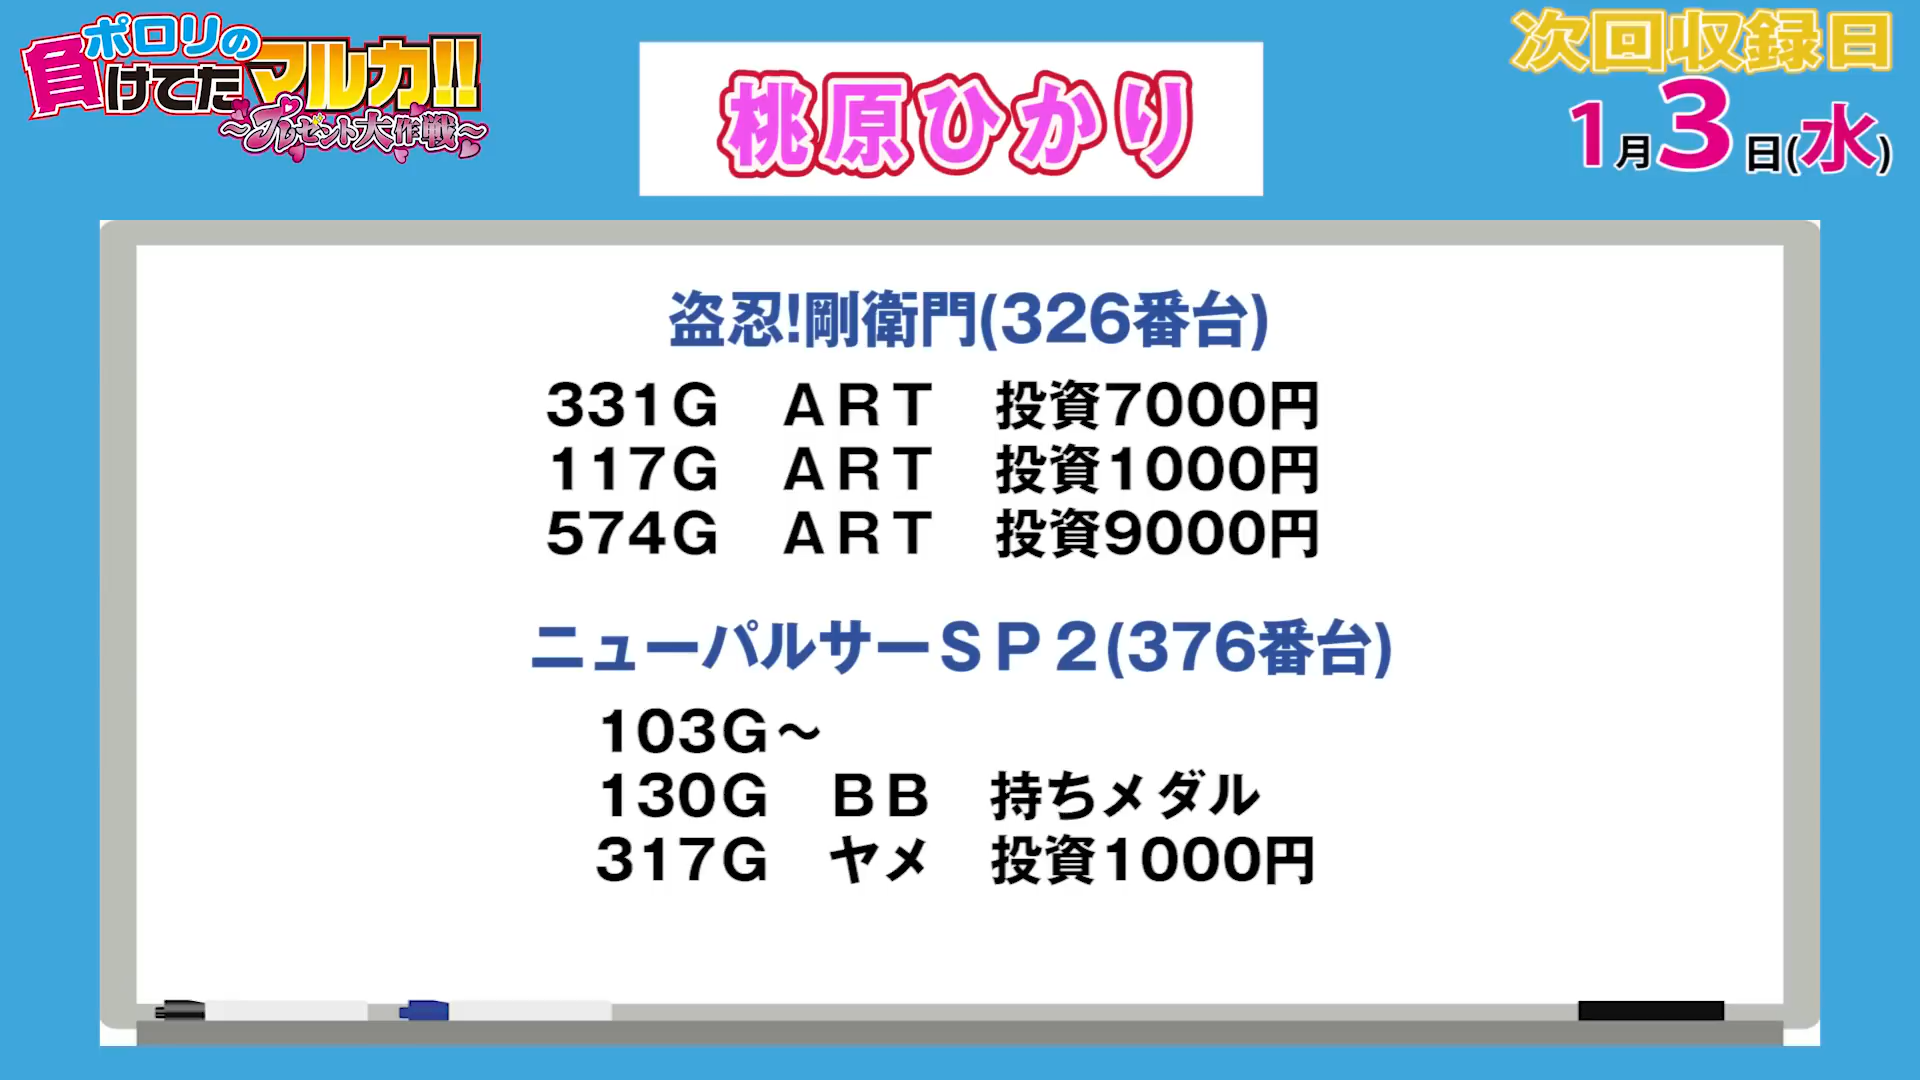 ポロリの
負けてたマルカ!!
～プレゼント大作戦～
桃原ひかり
次回収録日
1月3日(水)
盗忍!剛衛門(326番台)
331G　ART　投資7000円
117G　ART　投資1000円
574G　ART　投資9000円
ニューパルサーSP2(376番台)
103G～
130G　BB　持ちメダル
317G　ヤメ　投資1000円